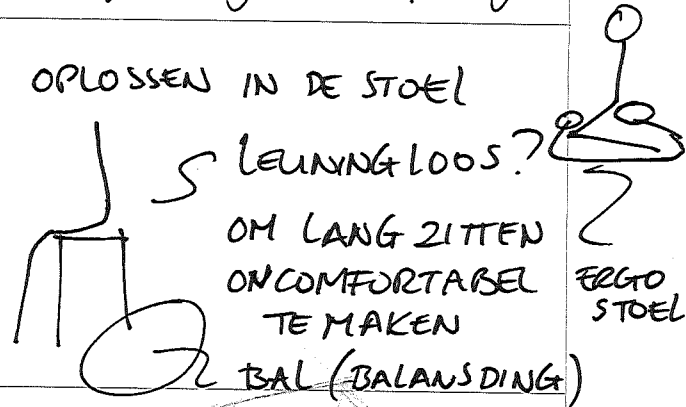 OPLOSSEN IN DE STOEL
LEUNINGLOOS?
OM LANG ZITTEN
ONCOMFORTABEL
TE MAKEN
BAL (BALANSDING)
ERGO
STOEL